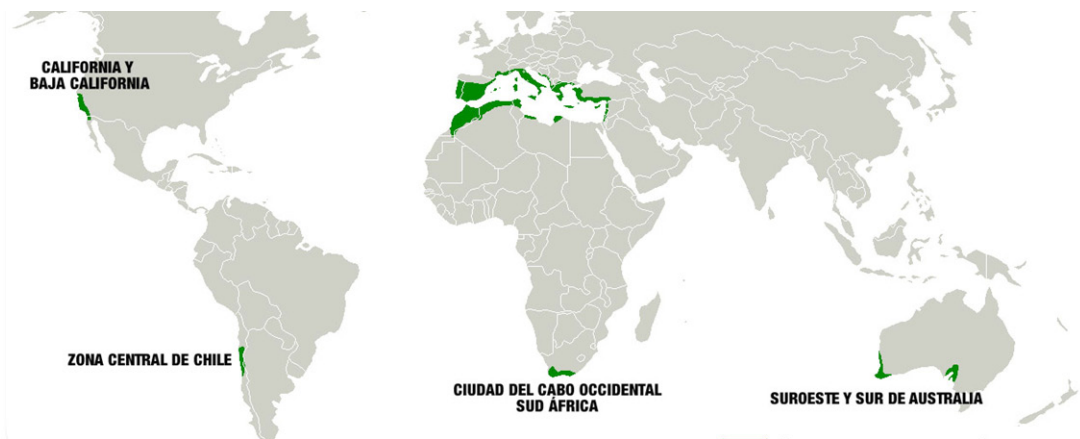 CALIFORNIA Y
BAJA CALIFORNIA
ZONA CENTRAL DE CHILE
CIUDAD DEL CABO OCCIDENTAL
SUD ÁFRICA
SUROESTE Y SUR DE AUSTRALIA